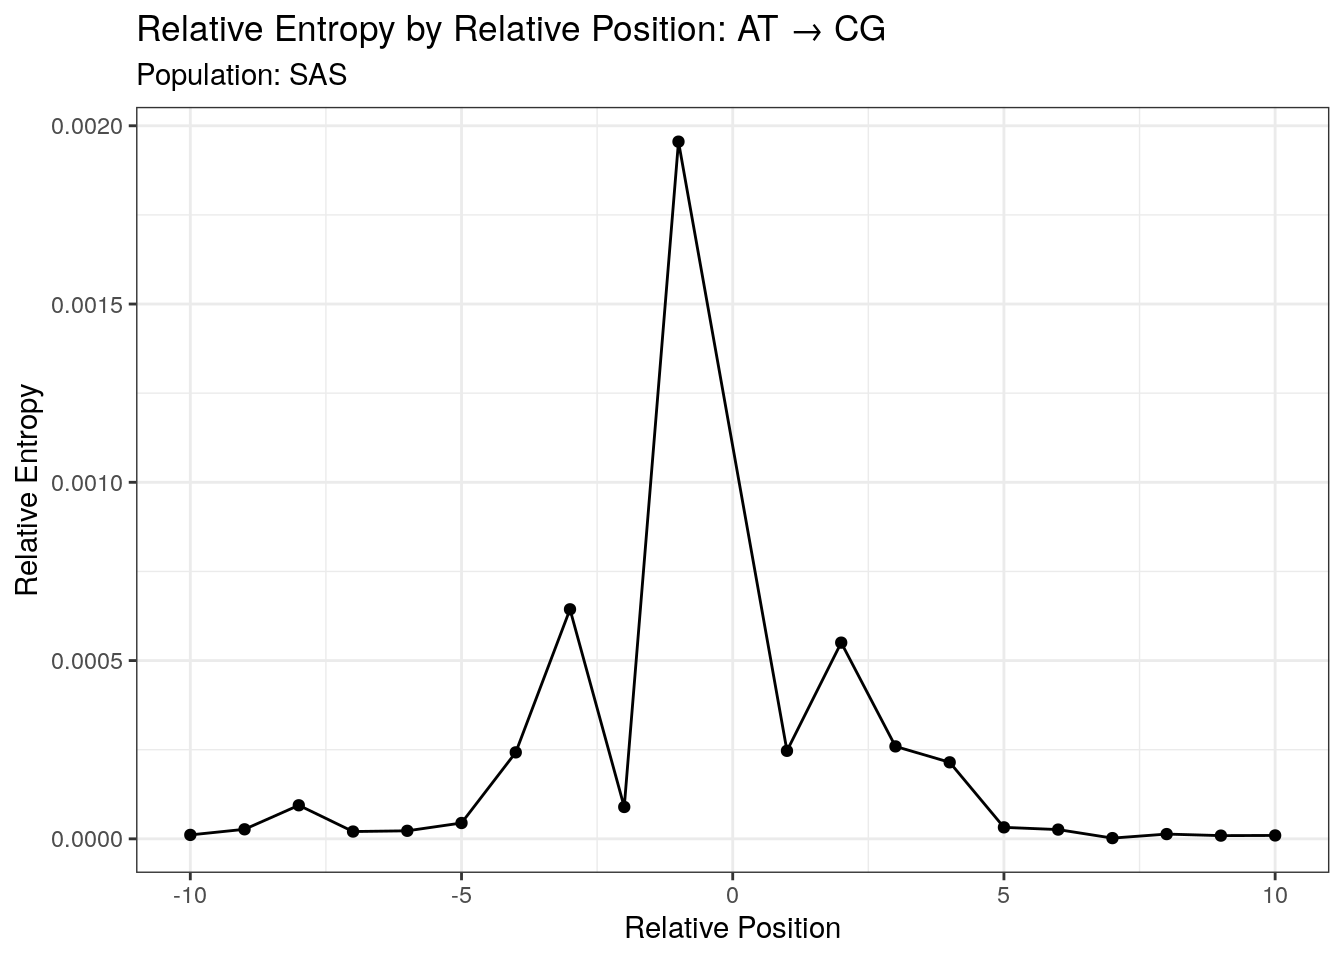 Relative Entropy by Relative Position: AT → CG
Population: SAS
0.0020
0.0015
0.0010
0.0005
0.0000
Relative Entropy
-10 -5 0 5 10
Relative Position